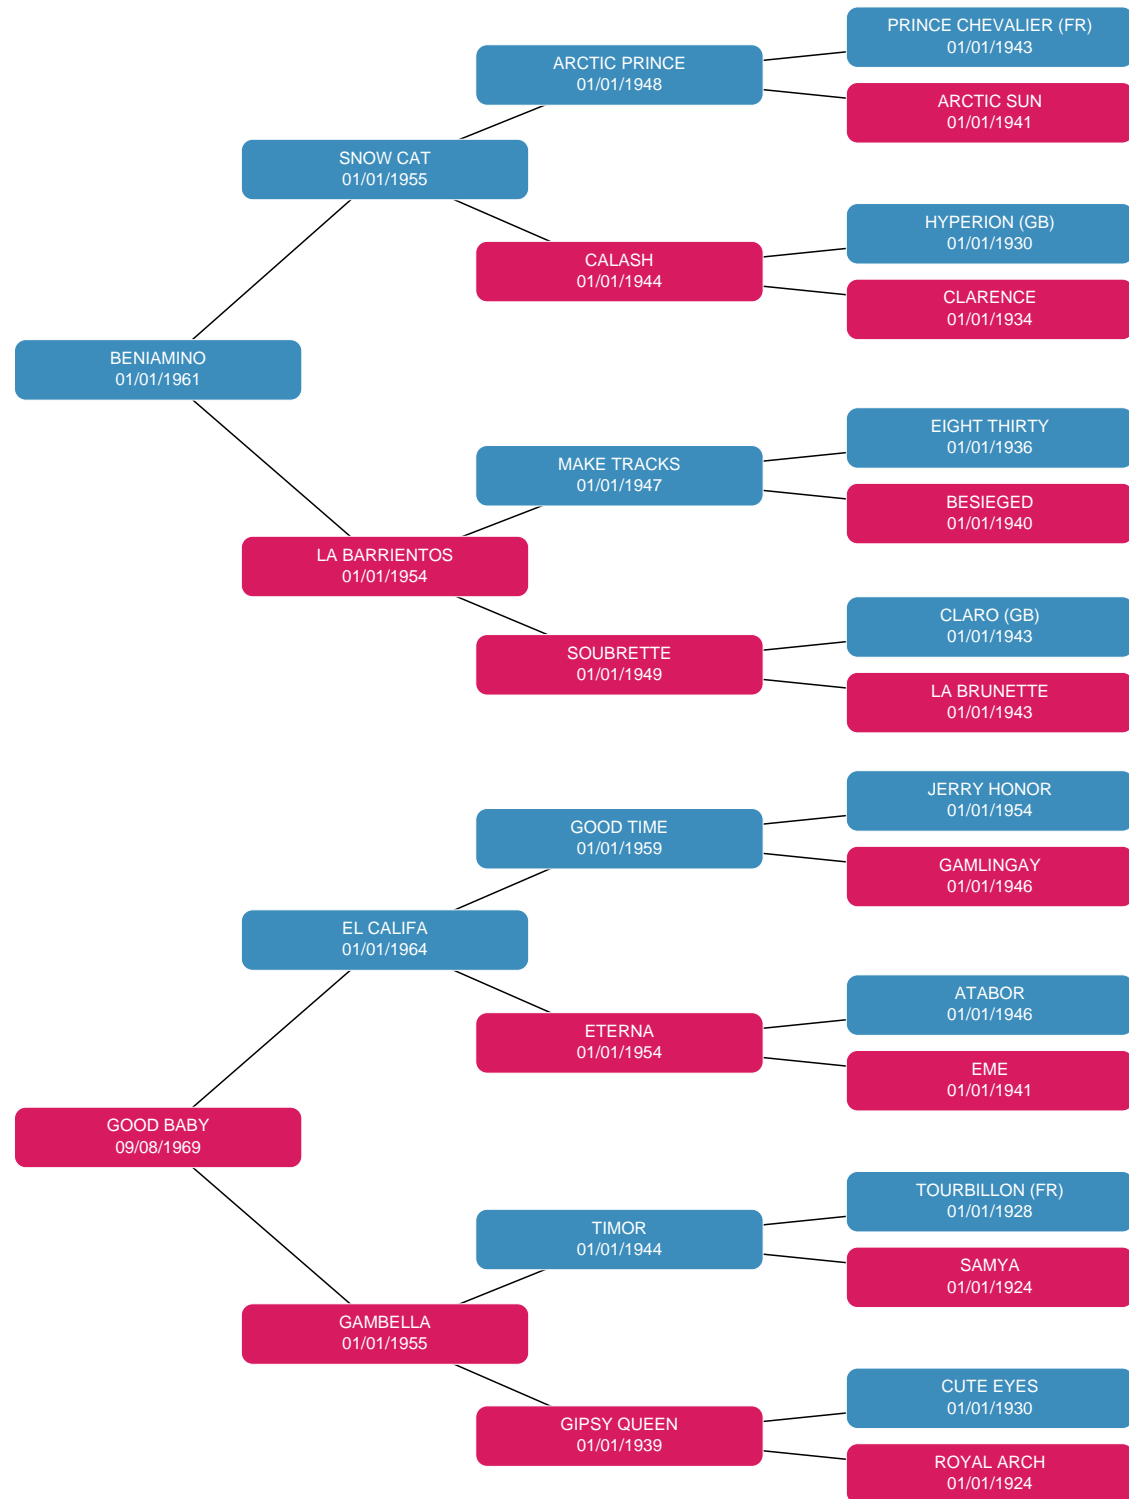 PRINCE CHEVALIER (FR)
01/01/1943
ARCTIC PRINCE
01/01/1948
ARCTIC SUN
01/01/1941
SNOW CAT
01/01/1955
HYPERION (GB)
01/01/1930
CALASH
01/01/1944
CLARENCE
01/01/1934
BENIAMINO
01/01/1961
EIGHT THIRTY
01/01/1936
MAKE TRACKS
01/01/1947
BESIEGED
01/01/1940
LA BARRIENTOS
01/01/1954
CLARO (GB)
01/01/1943
SOUBRETTE
01/01/1949
LA BRUNETTE
01/01/1943
JERRY HONOR
01/01/1954
GOOD TIME
01/01/1959
GAMLINGAY
01/01/1946
EL CALIFA
01/01/1964
ATABOR
01/01/1946
ETERNA
01/01/1954
EME
01/01/1941
GOOD BABY
09/08/1969
TOURBILLON (FR)
01/01/1928
TIMOR
01/01/1944
SAMYA
01/01/1924
GAMBELLA
01/01/1955
CUTE EYES
01/01/1930
GIPSY QUEEN
01/01/1939
ROYAL ARCH
01/01/1924